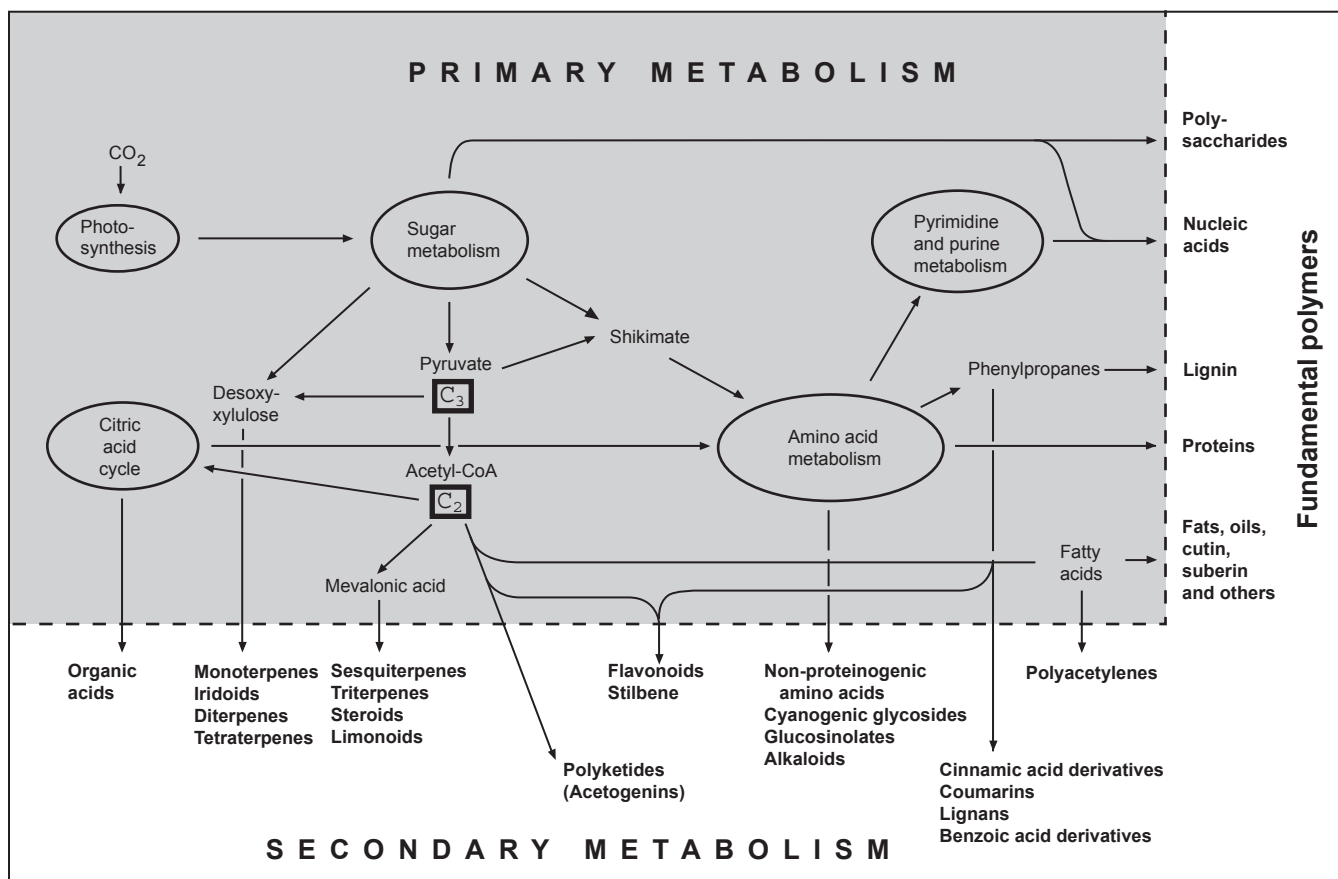 PRIMARY METABOLISM
Poly-
saccharides
CO₂
Photo-
synthesis
Sugar
metabolism
Pyrimidine
and purine
metabolism
Nucleic
acids
Shikimate
Pyruvate
C₃
Phenylpropanes
Lignin
Desoxy-
xylulose
Citric
acid
cycle
Amino acid
metabolism
Proteins
Acetyl-CoA
C₂
Fatty
acids
Fats, oils,
cutin,
suberin
and others
Fundamental polymers
Mevalonic acid
Organic
acids
Monoterpenes
Iridoids
Diterpenes
Tetraterpenes
Sesquiterpenes
Triterpenes
Steroids
Limonoids
Flavonoids
Stilbene
Non-proteinogenic
amino acids
Cyanogenic glycosides
Glucosinolates
Alkaloids
Polyacetylenes
Polyketides
(Acetogenins)
Cinnamic acid derivatives
Coumarins
Lignans
Benzoic acid derivatives
SECONDARY METABOLISM